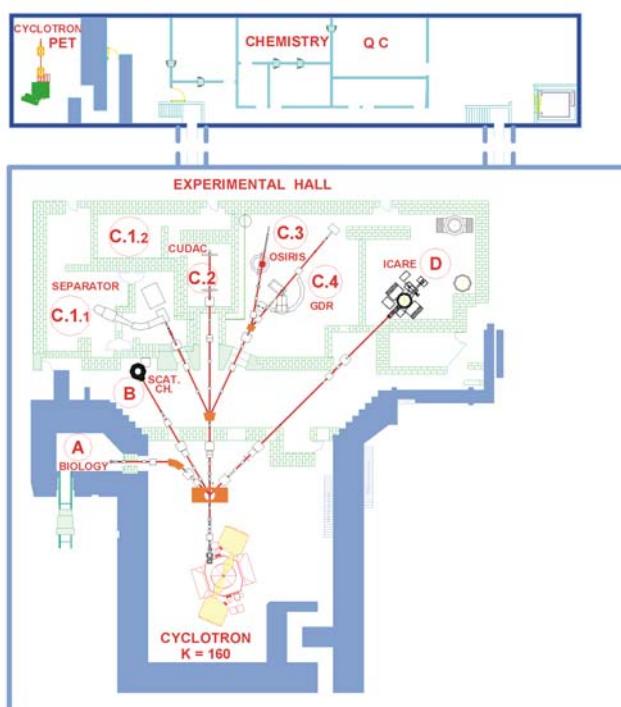 CYCLOTRON
PET
CHEMISTRY
Q C
EXPERIMENTAL HALL
C.1.2
CUDAC
C.2
C.3
OSIRIS
C.4
GDR
ICARE
D
SEPARATOR
C.1.1
B
SCAT.
CH.
A
BIOLOGY
CYCLOTRON
K = 160